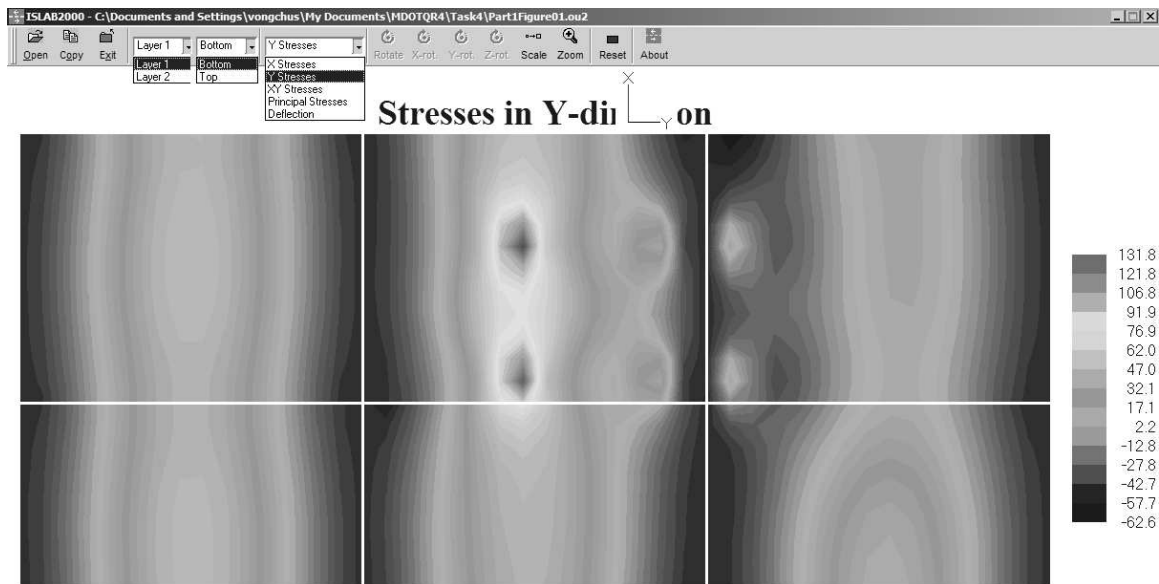 ISLAB2000 - C:\Documents and Settings\vongchus\My Documents\MDOTQR4\Task4\Part1Figure01.ou2
Open Copy Exit Layer 1 Bottom Y Stresses Rotate X-rot. Y-rot. Z-rot. Scale Zoom Reset About
Layer 1 Bottom X Stresses
Layer 2 Top Y Stresses
XY Stresses
Principal Stresses
Deflection
X
Stresses in Y-di on
Y
131.8
121.8
106.8
91.9
76.9
62.0
47.0
32.1
17.1
2.2
-12.8
-27.8
-42.7
-57.7
-62.6